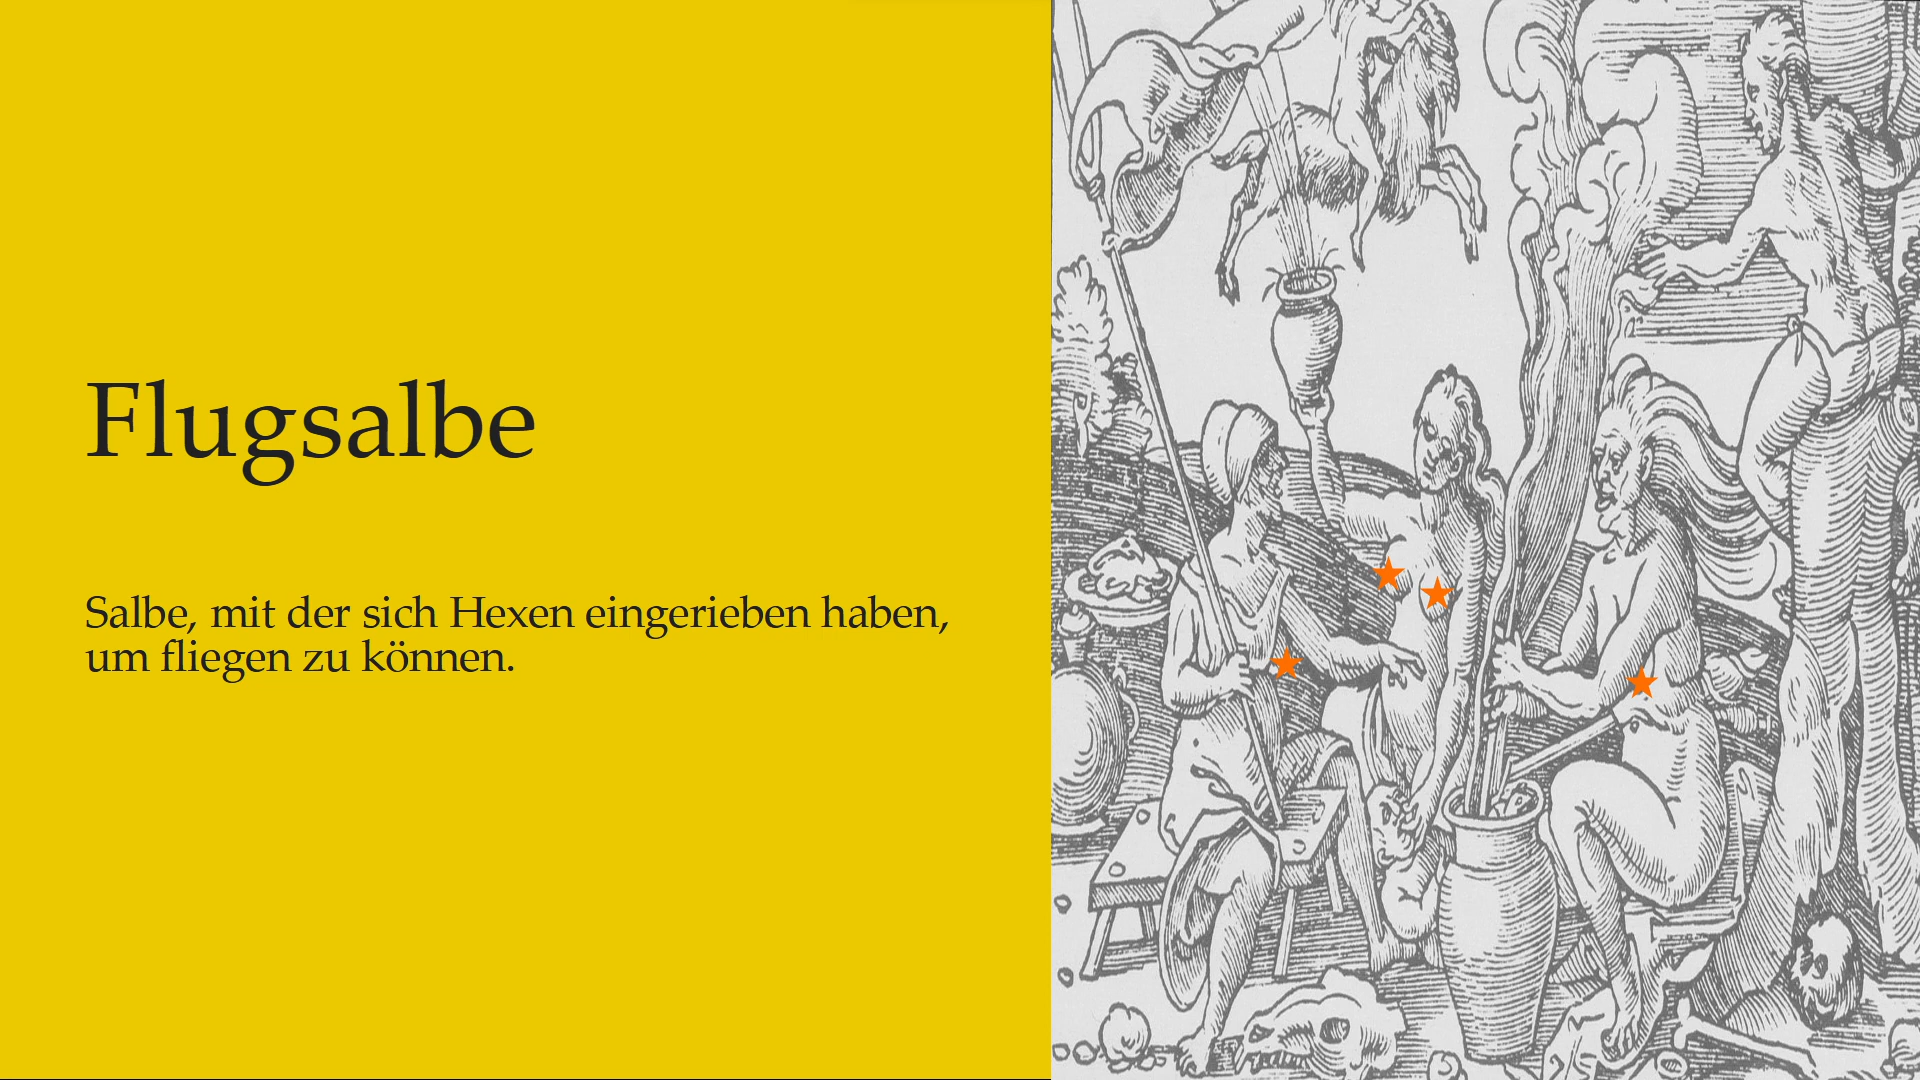 Flugsalbe
Salbe, mit der sich Hexen eingerieben haben,
um fliegen zu können.